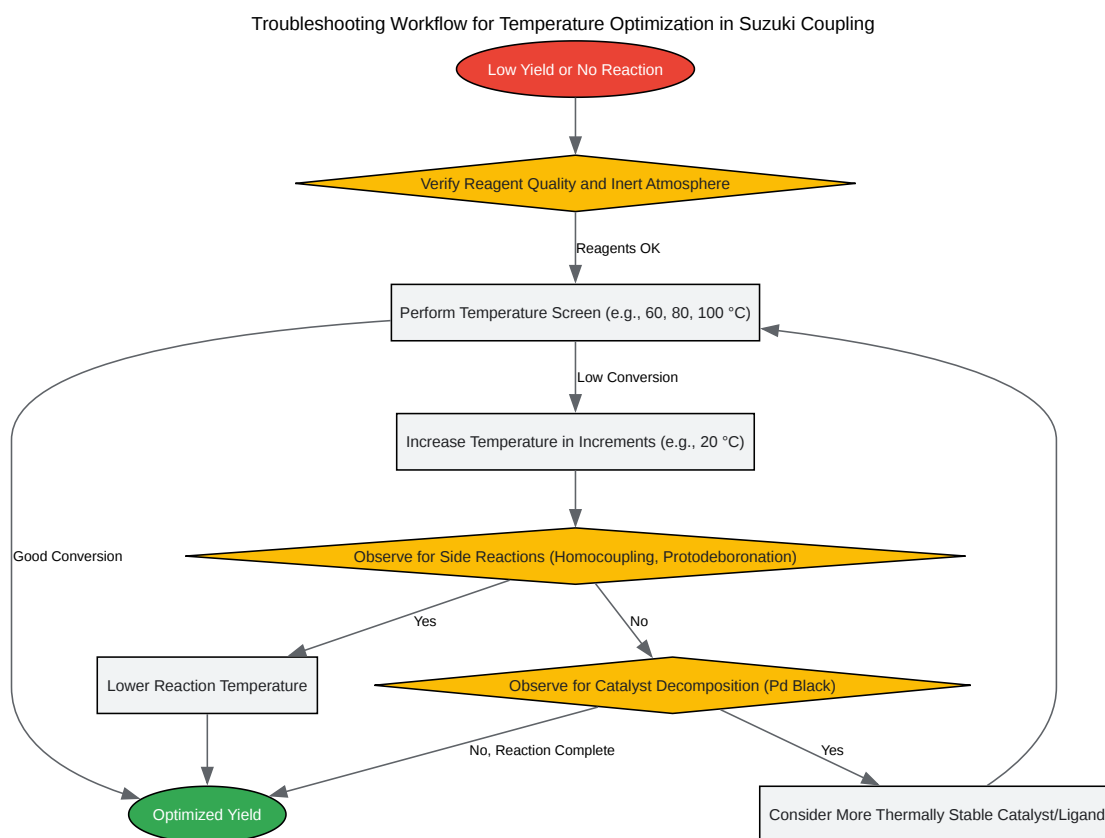 Troubleshooting Workflow for Temperature Optimization in Suzuki Coupling
Low Yield or No Reaction
Verify Reagent Quality and Inert Atmosphere
Reagents OK
Perform Temperature Screen (e.g., 60, 80, 100 °C)
Low Conversion
Increase Temperature in Increments (e.g., 20 °C)
Good Conversion
Observe for Side Reactions (Homocoupling, Protodeboronation)
Yes
No
Lower Reaction Temperature
Observe for Catalyst Decomposition (Pd Black)
No, Reaction Complete
Yes
Optimized Yield
Consider More Thermally Stable Catalyst/Ligand